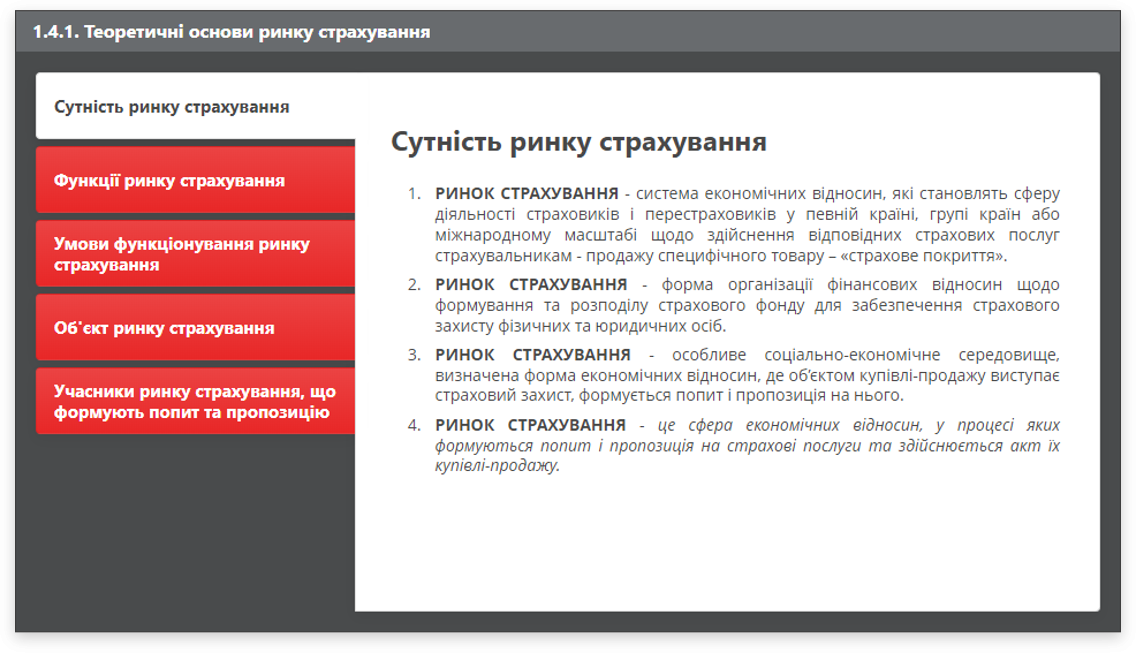 1.4.1. Теоретичні основи ринку страхування
Сутність ринку страхування
Функції ринку страхування
Умови функціонування ринку
страхування
Об'єкт ринку страхування
Учасники ринку страхування, що
формують попит та пропозицію
Сутність ринку страхування
1. РИНОК СТРАХУВАННЯ - система економічних відносин, які становлять сферу
діяльності страховиків і перестраховиків у певній країні, групі країн або
міжнародному масштабі щодо здійснення відповідних страхових послуг
страхувальникам - продажу специфічного товару – «страхове покриття».
2. РИНОК СТРАХУВАННЯ - форма організації фінансових відносин щодо
формування та розподілу страхового фонду для забезпечення страхового
захисту фізичних та юридичних осіб.
3. РИНОК СТРАХУВАННЯ - особливе соціально-економічне середовище,
визначена форма економічних відносин, де об'єктом купівлі-продажу виступає
страховий захист, формується попит і пропозиція на нього.
4. РИНОК СТРАХУВАННЯ - це сфера економічних відносин, у процесі яких
формуються попит і пропозиція на страхові послуги та здійснюється акт їх
купівлі-продажу.